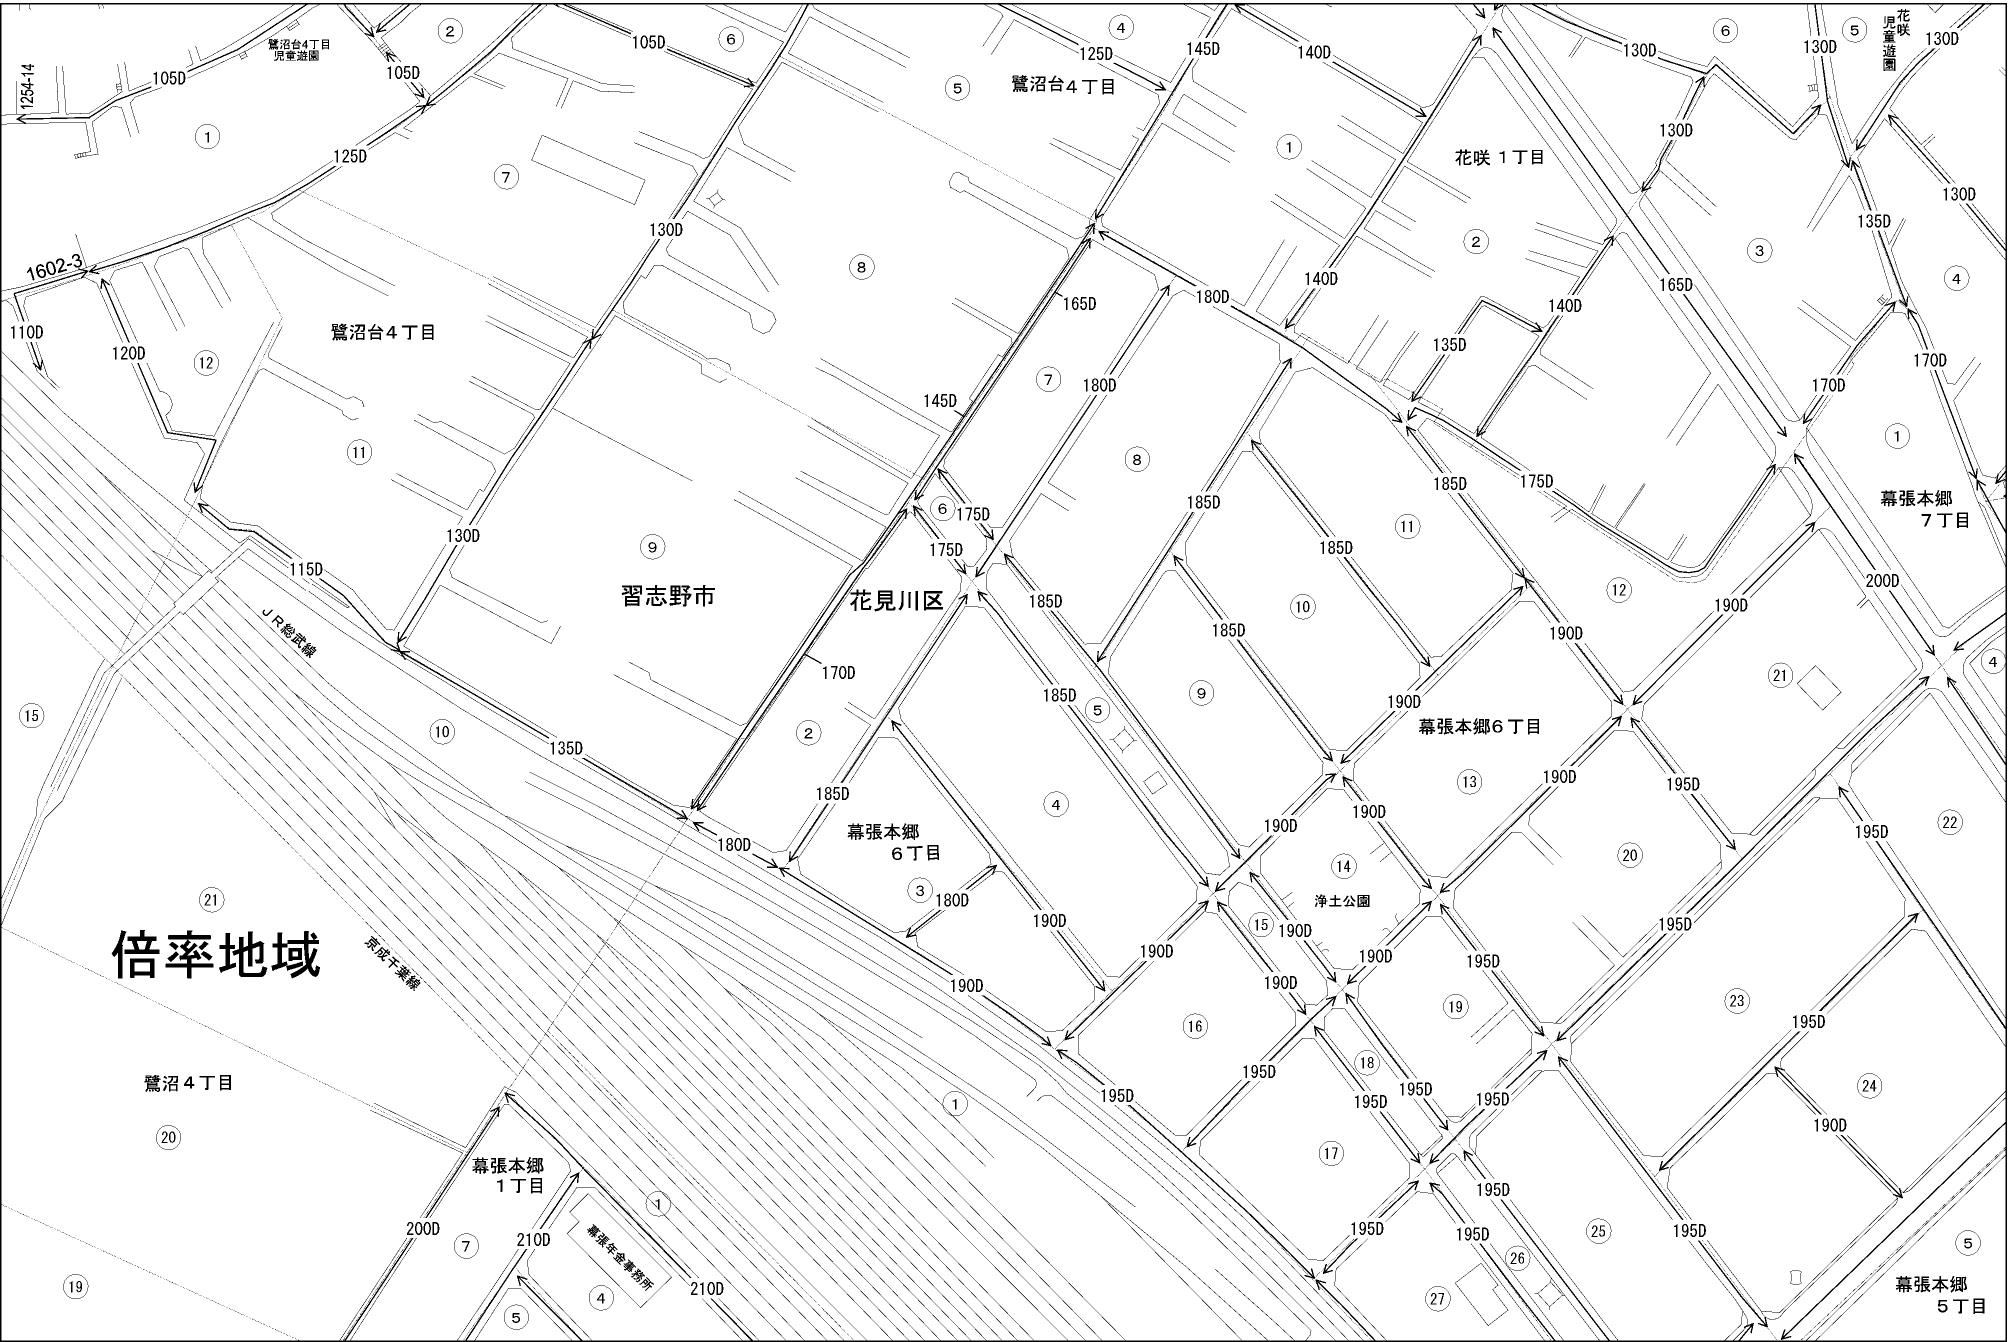 105D
②
⑥
④
⑥
⑤
花咲
児童遊園
鷺沼台4丁目
児童遊園
105D
105D
125D
145D
140D
130D
130D
130D
1254-14
105D
⑤
鷺沼台4丁目
①
①
130D
花咲 1丁目
125D
⑦
130D
130D
②
③
135D
④
1602-3
⑧
140D
165D
180D
165D
140D
110D
鷺沼台4丁目
120D
⑫
135D
170D
170D
⑦
180D
145D
①
⑪
⑧
185D
185D
175D
幕張本郷
7丁目
⑥
175D
⑪
130D
⑨
175D
185D
115D
習志野市
花見川区
185D
⑩
⑫
190D
200D
JR総武線
185D
190D
170D
185D
⑨
190D
㉑
④
⑮
⑩
②
⑤
幕張本郷6丁目
135D
190D
⑬
195D
185D
④
190D
190D
幕張本郷
6丁目
195D
㉒
180D
⑭
⑳
③
180D
浄土公園
㉑
190D
⑮
190D
195D
倍率地域
京成千葉線
190D
190D
195D
190D
190D
⑲
㉓
195D
⑯
⑱
195D
鷺沼4丁目
195D
①
195D
195D
195D
㉔
⑳
190D
⑰
幕張本郷
1丁目
①
195D
200D
⑦
210D
幕張年金事務所
195D
195D
195D
㉕
㉖
⑤
⑲
④
210D
㉗
幕張本郷
5丁目
⑤